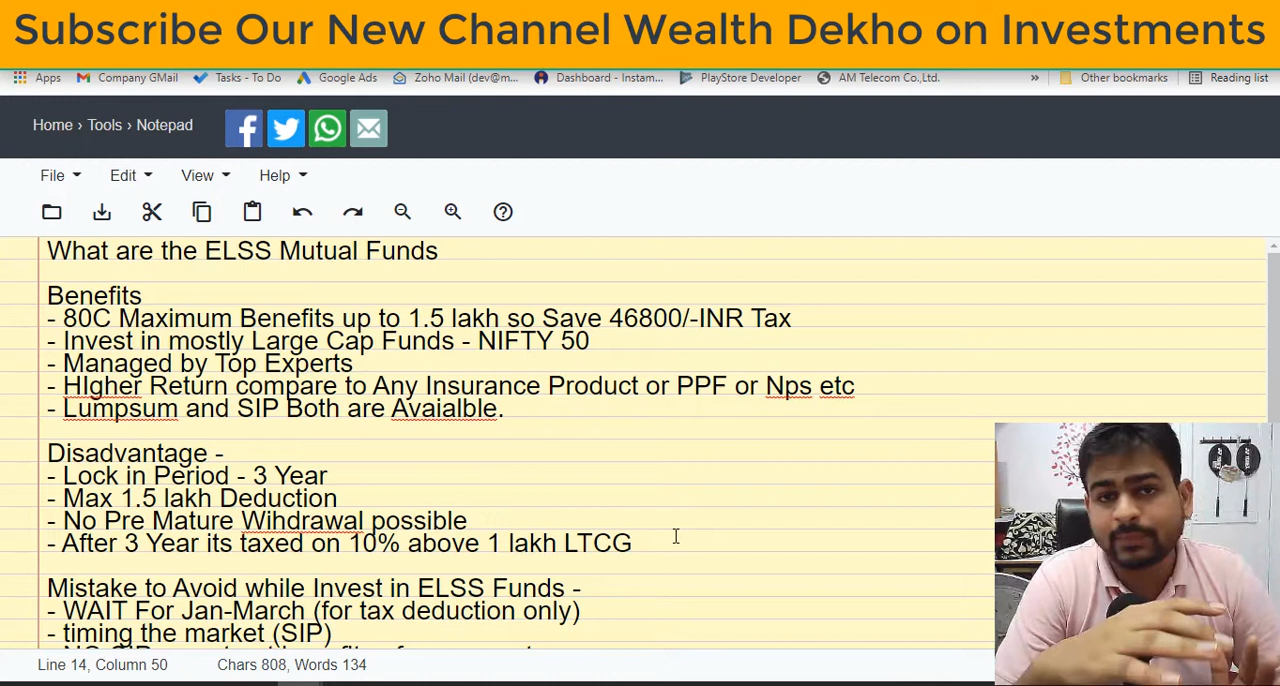 Subscribe Our New Channel Wealth Dekho on Investments
Apps Company GMail Tasks - To Do Google Ads Zoho Mail (dev@m... Dashboard - Instam... PlayStore Developer AM Telecom Co.,Ltd. » Other bookmarks Reading list
Home › Tools › Notepad
File Edit View Help
What are the ELSS Mutual Funds
Benefits
- 80C Maximum Benefits up to 1.5 lakh so Save 46800/-INR Tax
- Invest in mostly Large Cap Funds - NIFTY 50
- Managed by Top Experts
- HIgher Return compare to Any Insurance Product or PPF or Nps etc
- Lumpsum and SIP Both are Avaialble.
Disadvantage -
- Lock in Period - 3 Year
- Max 1.5 lakh Deduction
- No Pre Mature Wihdrawal possible
- After 3 Year its taxed on 10% above 1 lakh LTCG
Mistake to Avoid while Invest in ELSS Funds -
- WAIT For Jan-March (for tax deduction only)
- timing the market (SIP)
Line 14, Column 50 Chars 808, Words 134